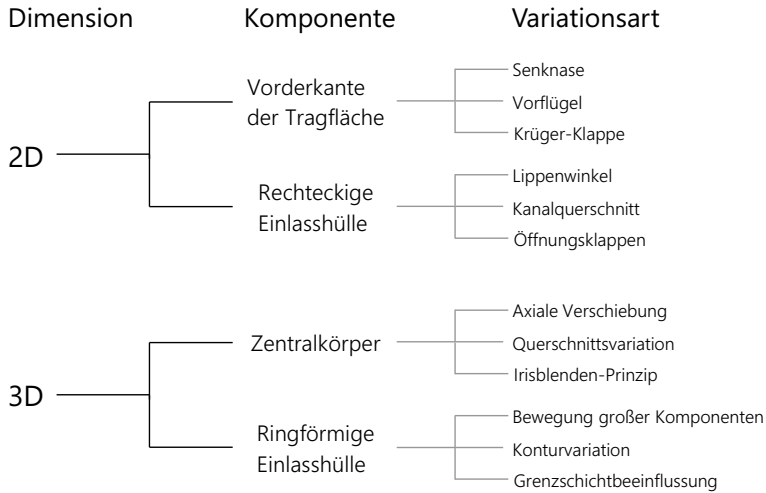 Dimension Komponente Variationsart
2D
Vorderkante
der Tragfläche
Senknase
Vorflügel
Krüger-Klappe
Rechteckige
Einlasshülle
Lippenwinkel
Kanalquerschnitt
Öffnungsklappen
3D
Zentralkörper
Axiale Verschiebung
Querschnittsvariation
Irisblenden-Prinzip
Ringförmige
Einlasshülle
Bewegung großer Komponenten
Konturvariation
Grenzschichtbeeinflussung